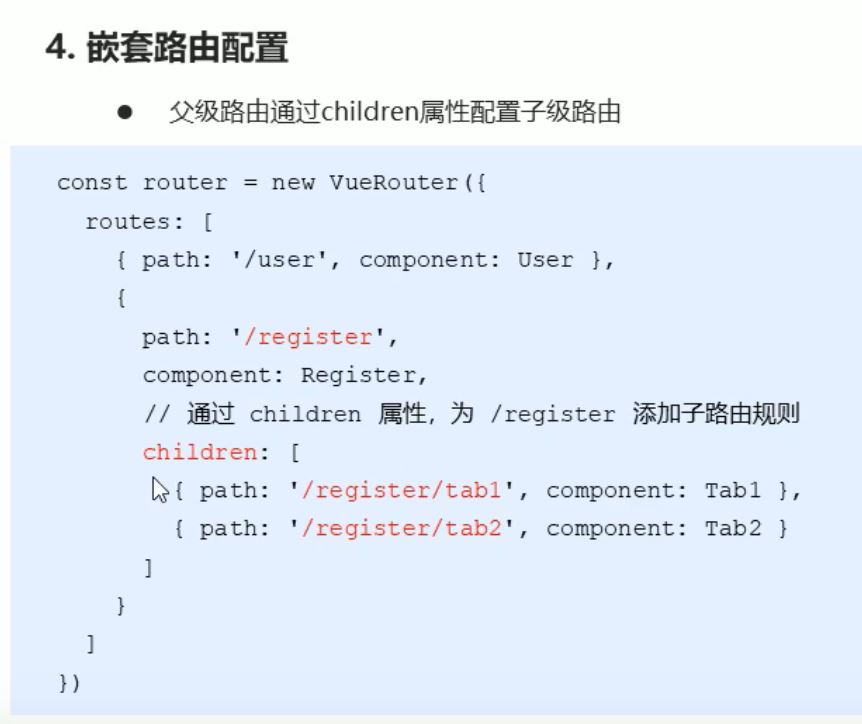 4. 嵌套路由配置
● 父级路由通过children属性配置子级路由
const router = new VueRouter({
routes: [
{ path: '/user', component: User },
{
path: '/register',
component: Register,
// 通过 children 属性，为 /register 添加子路由规则
children: [
{ path: '/register/tab1', component: Tab1 },
{ path: '/register/tab2', component: Tab2 }
]
}
]
})